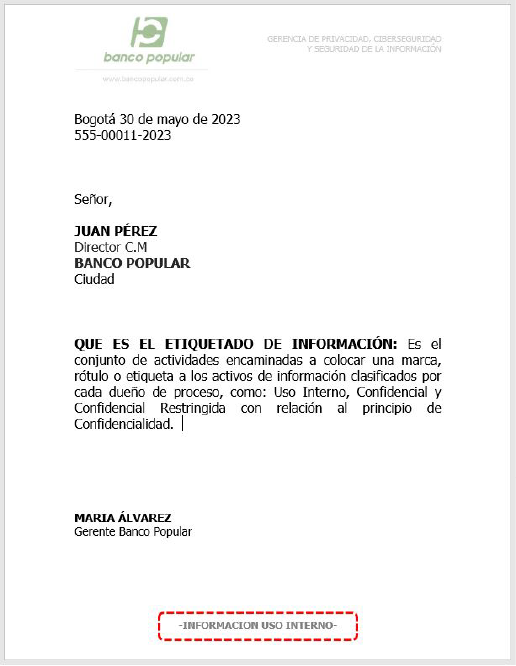 banco popular
www.bancopopular.com.co
GERENCIA DE PRIVACIDAD, CIBERSEGURIDAD
Y SEGURIDAD DE LA INFORMACIÓN
Bogotá 30 de mayo de 2023
555-00011-2023
Señor,
JUAN PÉREZ
Director C.M
BANCO POPULAR
Ciudad
QUE ES EL ETIQUETADO DE INFORMACIÓN: Es el
conjunto de actividades encaminadas a colocar una marca,
rótulo o etiqueta a los activos de información clasificados por
cada dueño de proceso, como: Uso Interno, Confidencial y
Confidencial Restringida con relación al principio de
Confidencialidad.
MARIA ÁLVAREZ
Gerente Banco Popular
-INFORMACION USO INTERNO-